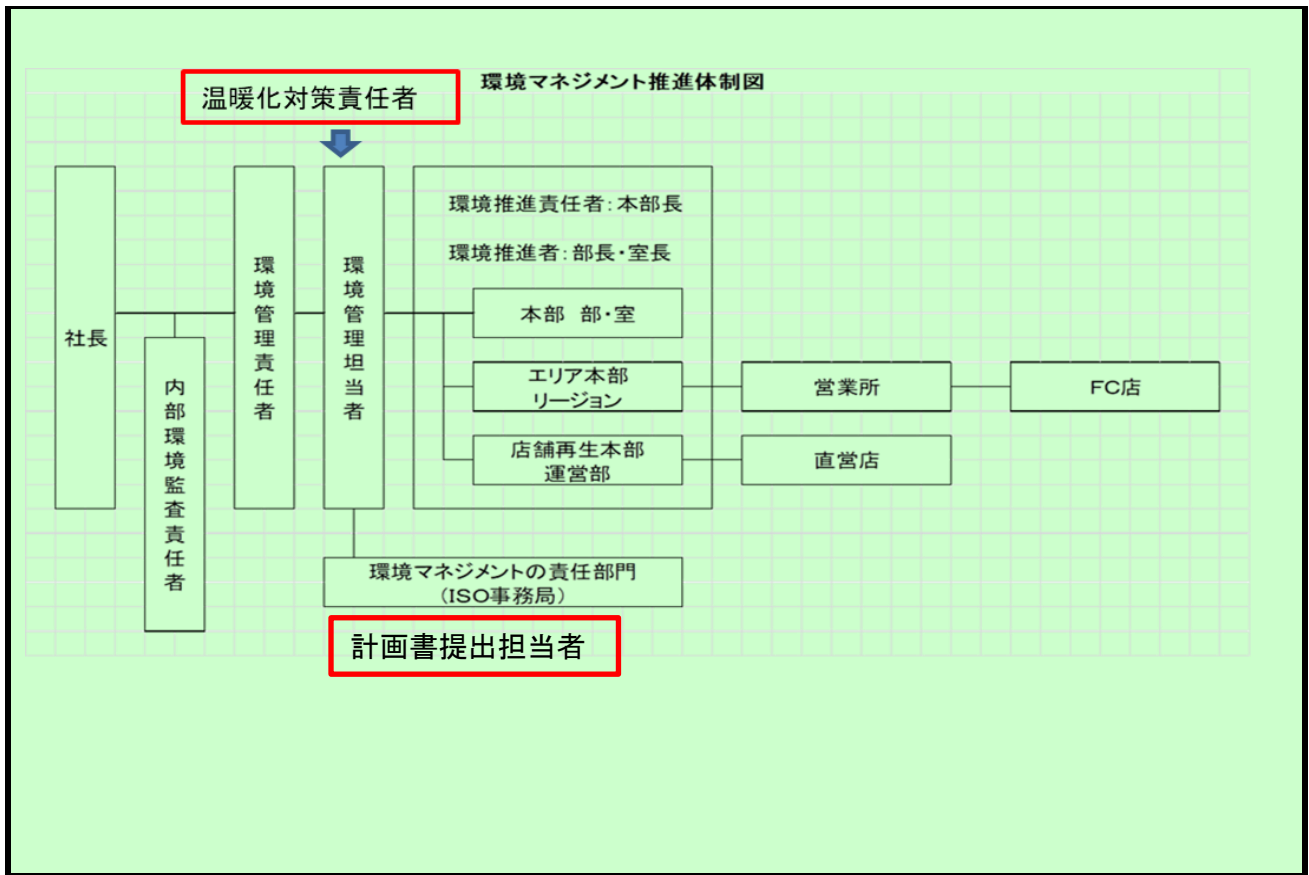 環境マネジメント推進体制図
温暖化対策責任者
社長
内部環境監査責任者
環境管理責任者
環境管理担当者
環境推進責任者:本部長
環境推進者:部長・室長
本部 部・室
エリア本部
リージョン
営業所
FC店
店舗再生本部
運営部
直営店
環境マネジメントの責任部門
(ISO事務局)
計画書提出担当者